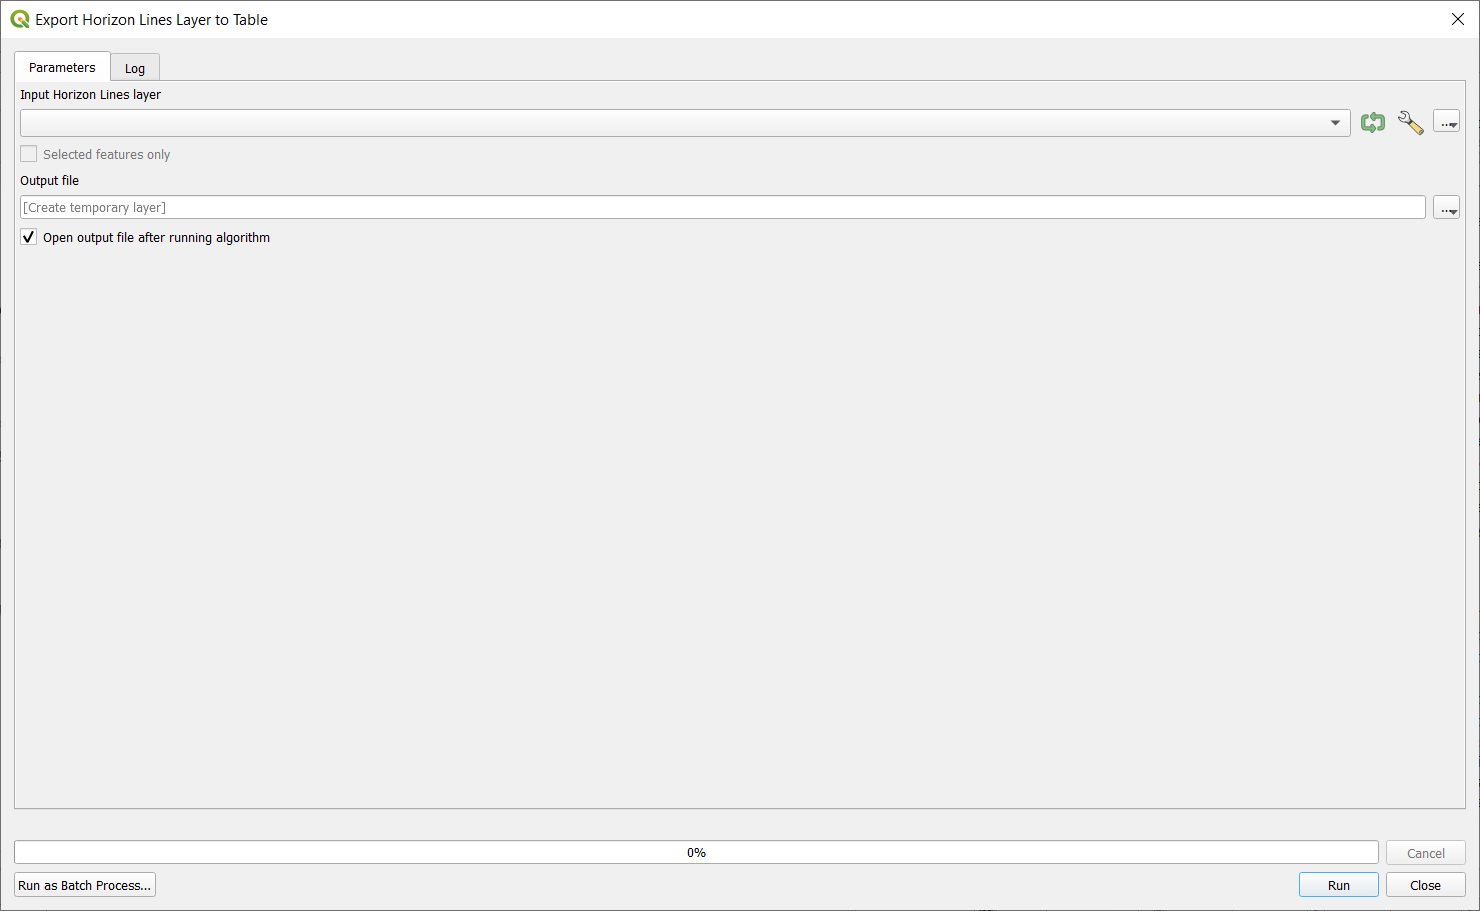 Export Horizon Lines Layer to Table
Parameters
Log
Input Horizon Lines layer
...
Selected features only
Output file
[Create temporary layer]
...
Open output file after running algorithm
0%
Cancel
Run as Batch Process...
Run
Close